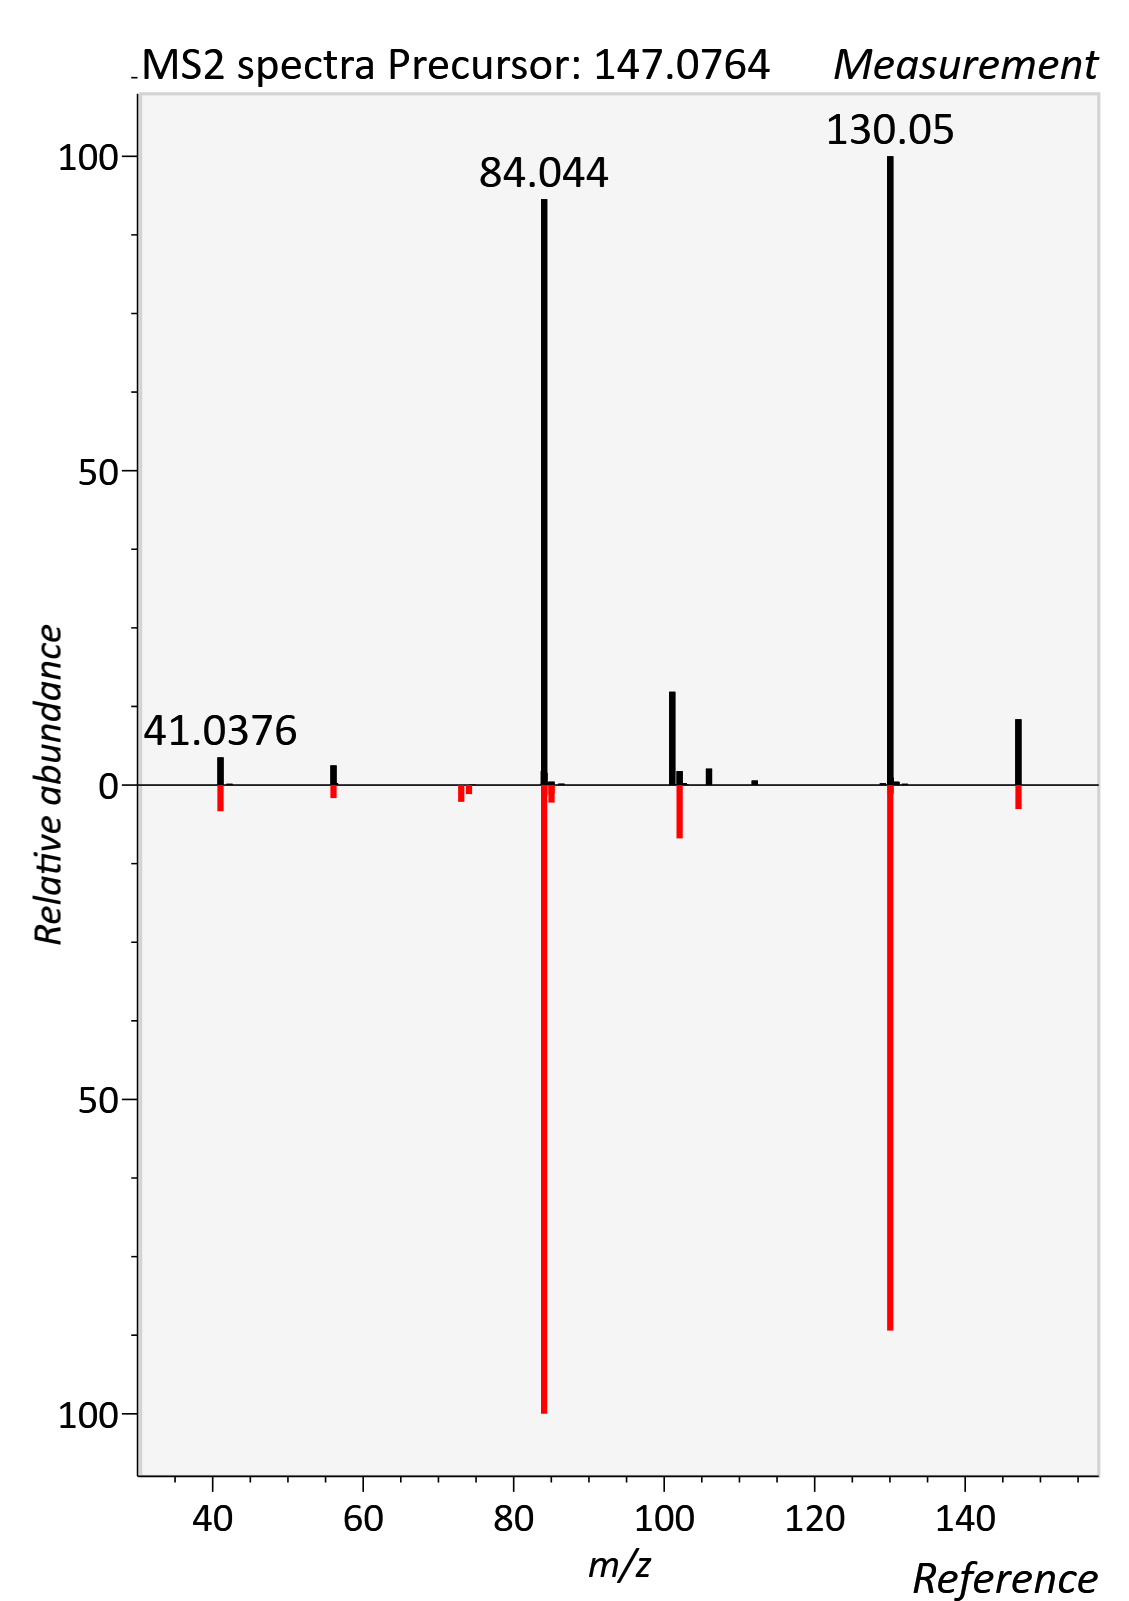 MS2 spectra Precursor: 147.0764 Measurement
130.05
100
84.044
50
Relative abundance
41.0376
0
50
100
40 60 80 100 120 140
m/z
Reference